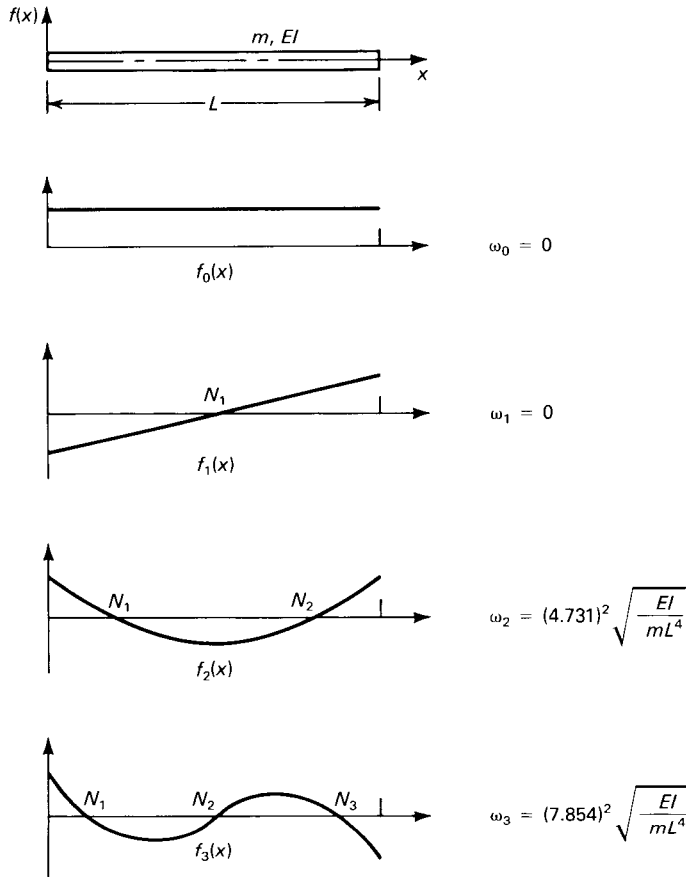 f(x)
m, EI
x
L
f₀(x)
ω₀ = 0
N₁
f₁(x)
ω₁ = 0
N₁
N₂
f₂(x)
ω₂ = (4.731)² √(EI / mL⁴)
N₁
N₂
N₃
f₃(x)
ω₃ = (7.854)² √(EI / mL⁴)